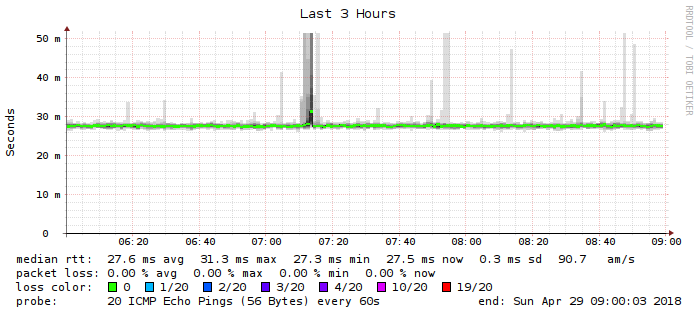 Last 3 Hours
RRDTOOL / TOBI OETIKER
Seconds
50 m
40 m
30 m
20 m
10 m
0
06:20 06:40 07:00 07:20 07:40 08:00 08:20 08:40 09:00
median rtt: 27.6 ms avg 31.3 ms max 27.3 ms min 27.5 ms now 0.3 ms sd 90.7 am/s
packet loss: 0.00 % avg 0.00 % max 0.00 % min 0.00 % now
loss color: 0 1/20 2/20 3/20 4/20 10/20 19/20
probe: 20 ICMP Echo Pings (56 Bytes) every 60s end: Sun Apr 29 09:00:03 2018